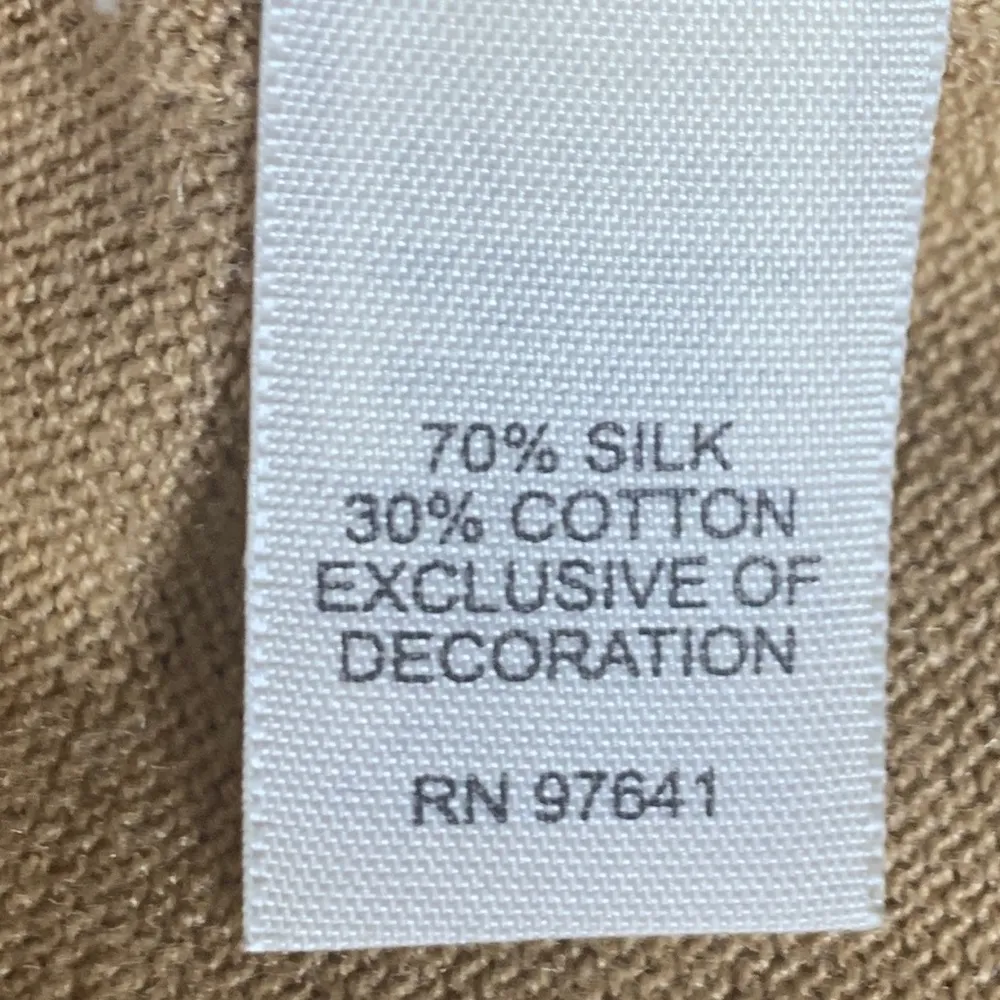 70% SILK
30% COTTON
EXCLUSIVE OF
DECORATION
RN 97641